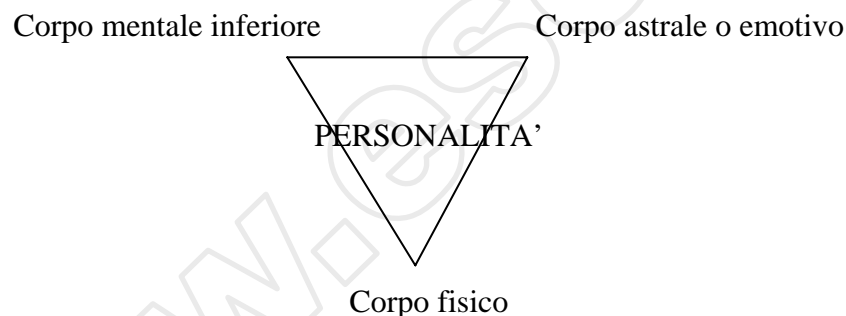 Corpo mentale inferiore Corpo astrale o emotivo
PERSONALITA’
Corpo fisico